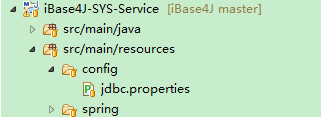 iBase4J-SYS-Service [iBase4J master]
src/main/java
src/main/resources
config
jdbc.properties
spring